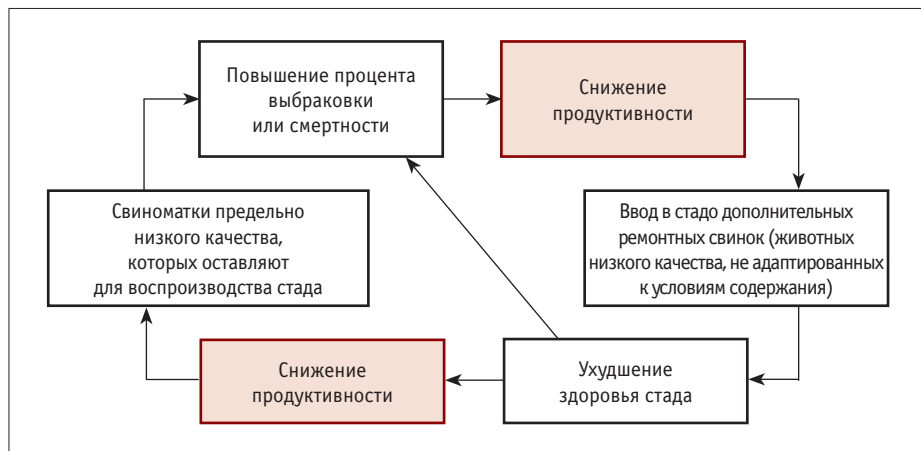 Повышение процента
выбраковки
или смертности
Снижение
продуктивности
Свиноматки предельно
низкого качества,
которых оставляют
для воспроизводства стада
Ввод в стадо дополнительных
ремонтных свинок (животных
низкого качества, не адаптированных
к условиям содержания)
Снижение
продуктивности
Ухудшение
здоровья стада